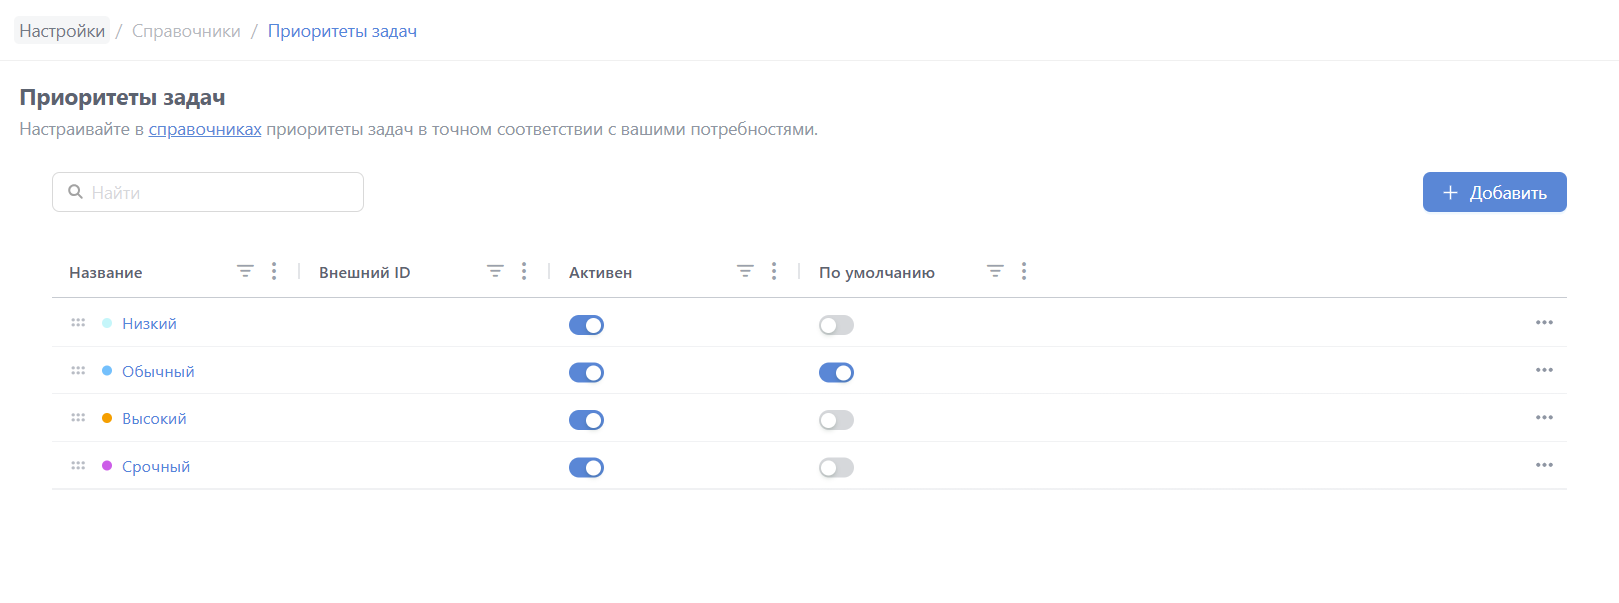 Настройки / Справочники / Приоритеты задач
Приоритеты задач
Настраивайте в справочниках приоритеты задач в точном соответствии с вашими потребностями.
Найти
Добавить
Название Внешний ID Активен По умолчанию
Низкий
Обычный
Высокий
Срочный